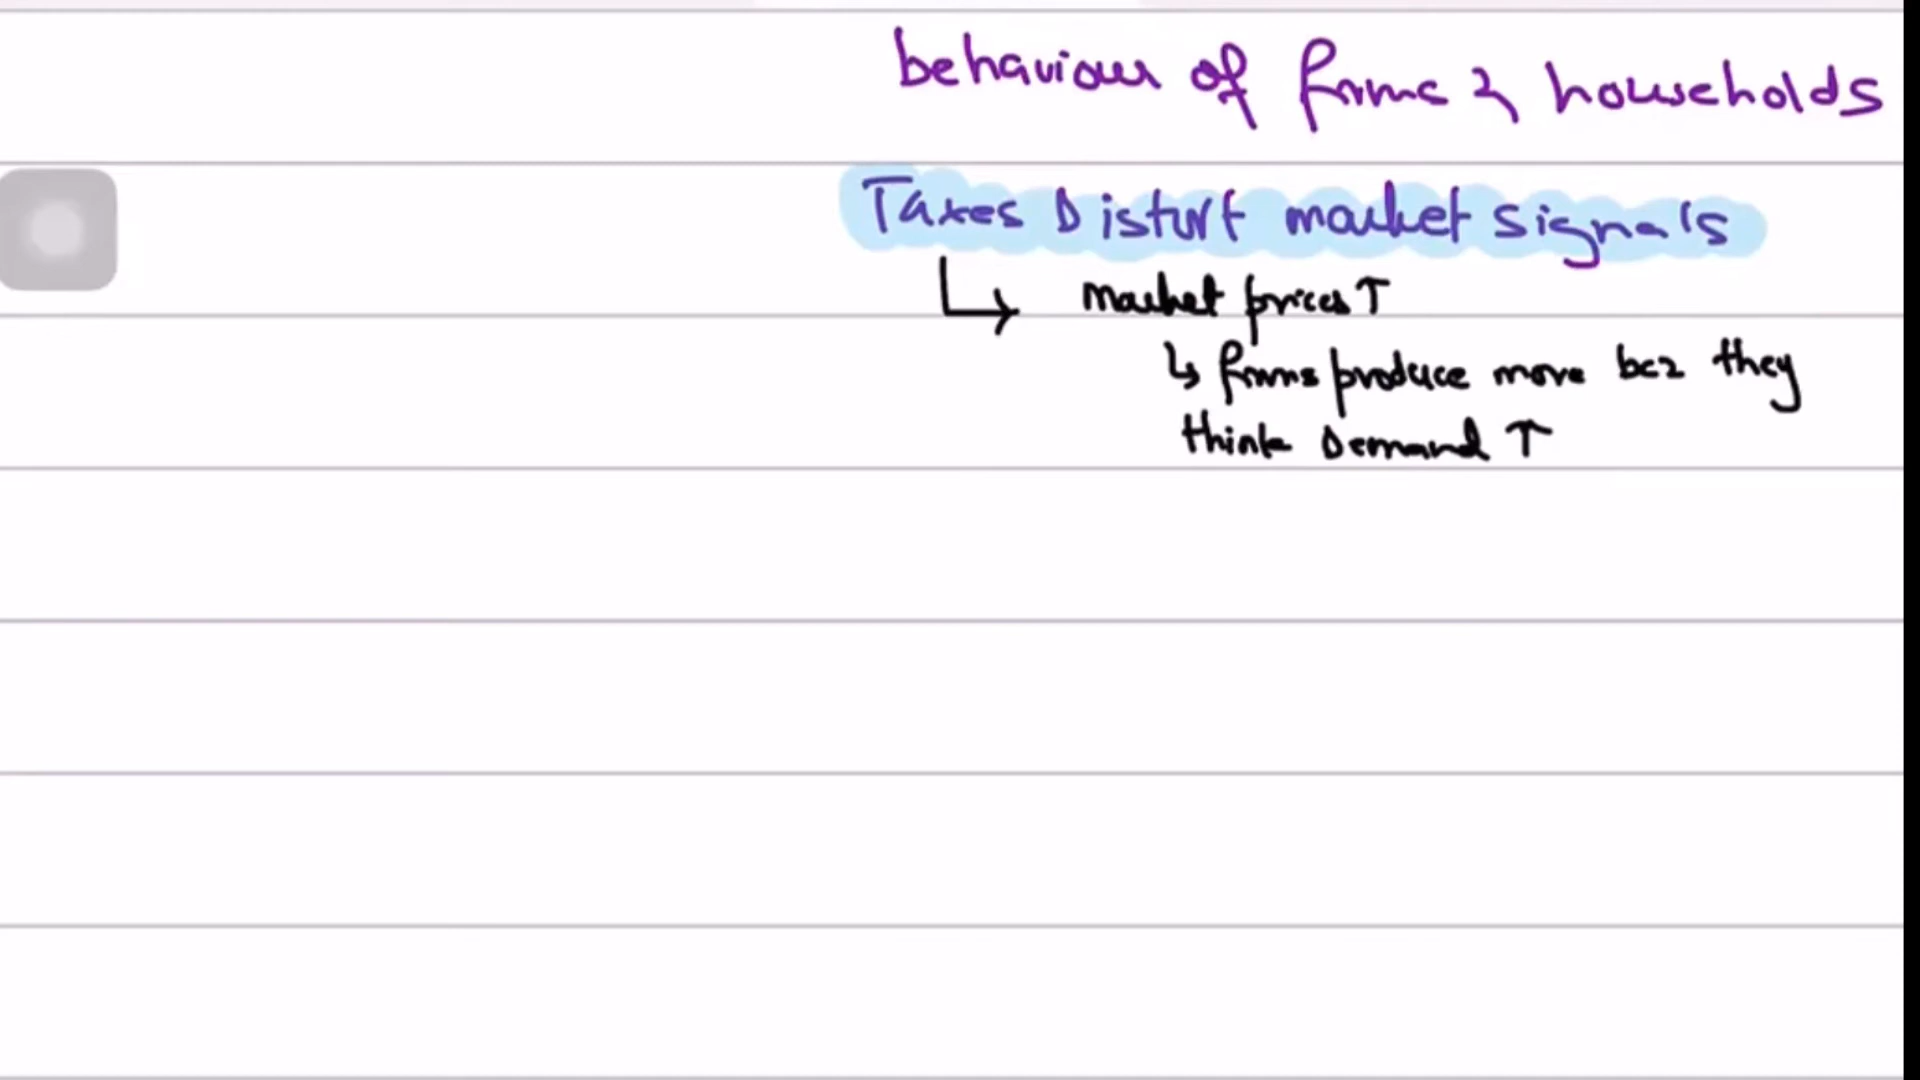 behaviour of firms & households
Taxes Distort market signals
↳ market prices ↑
↳ firms produce more bcz they
think Demand ↑